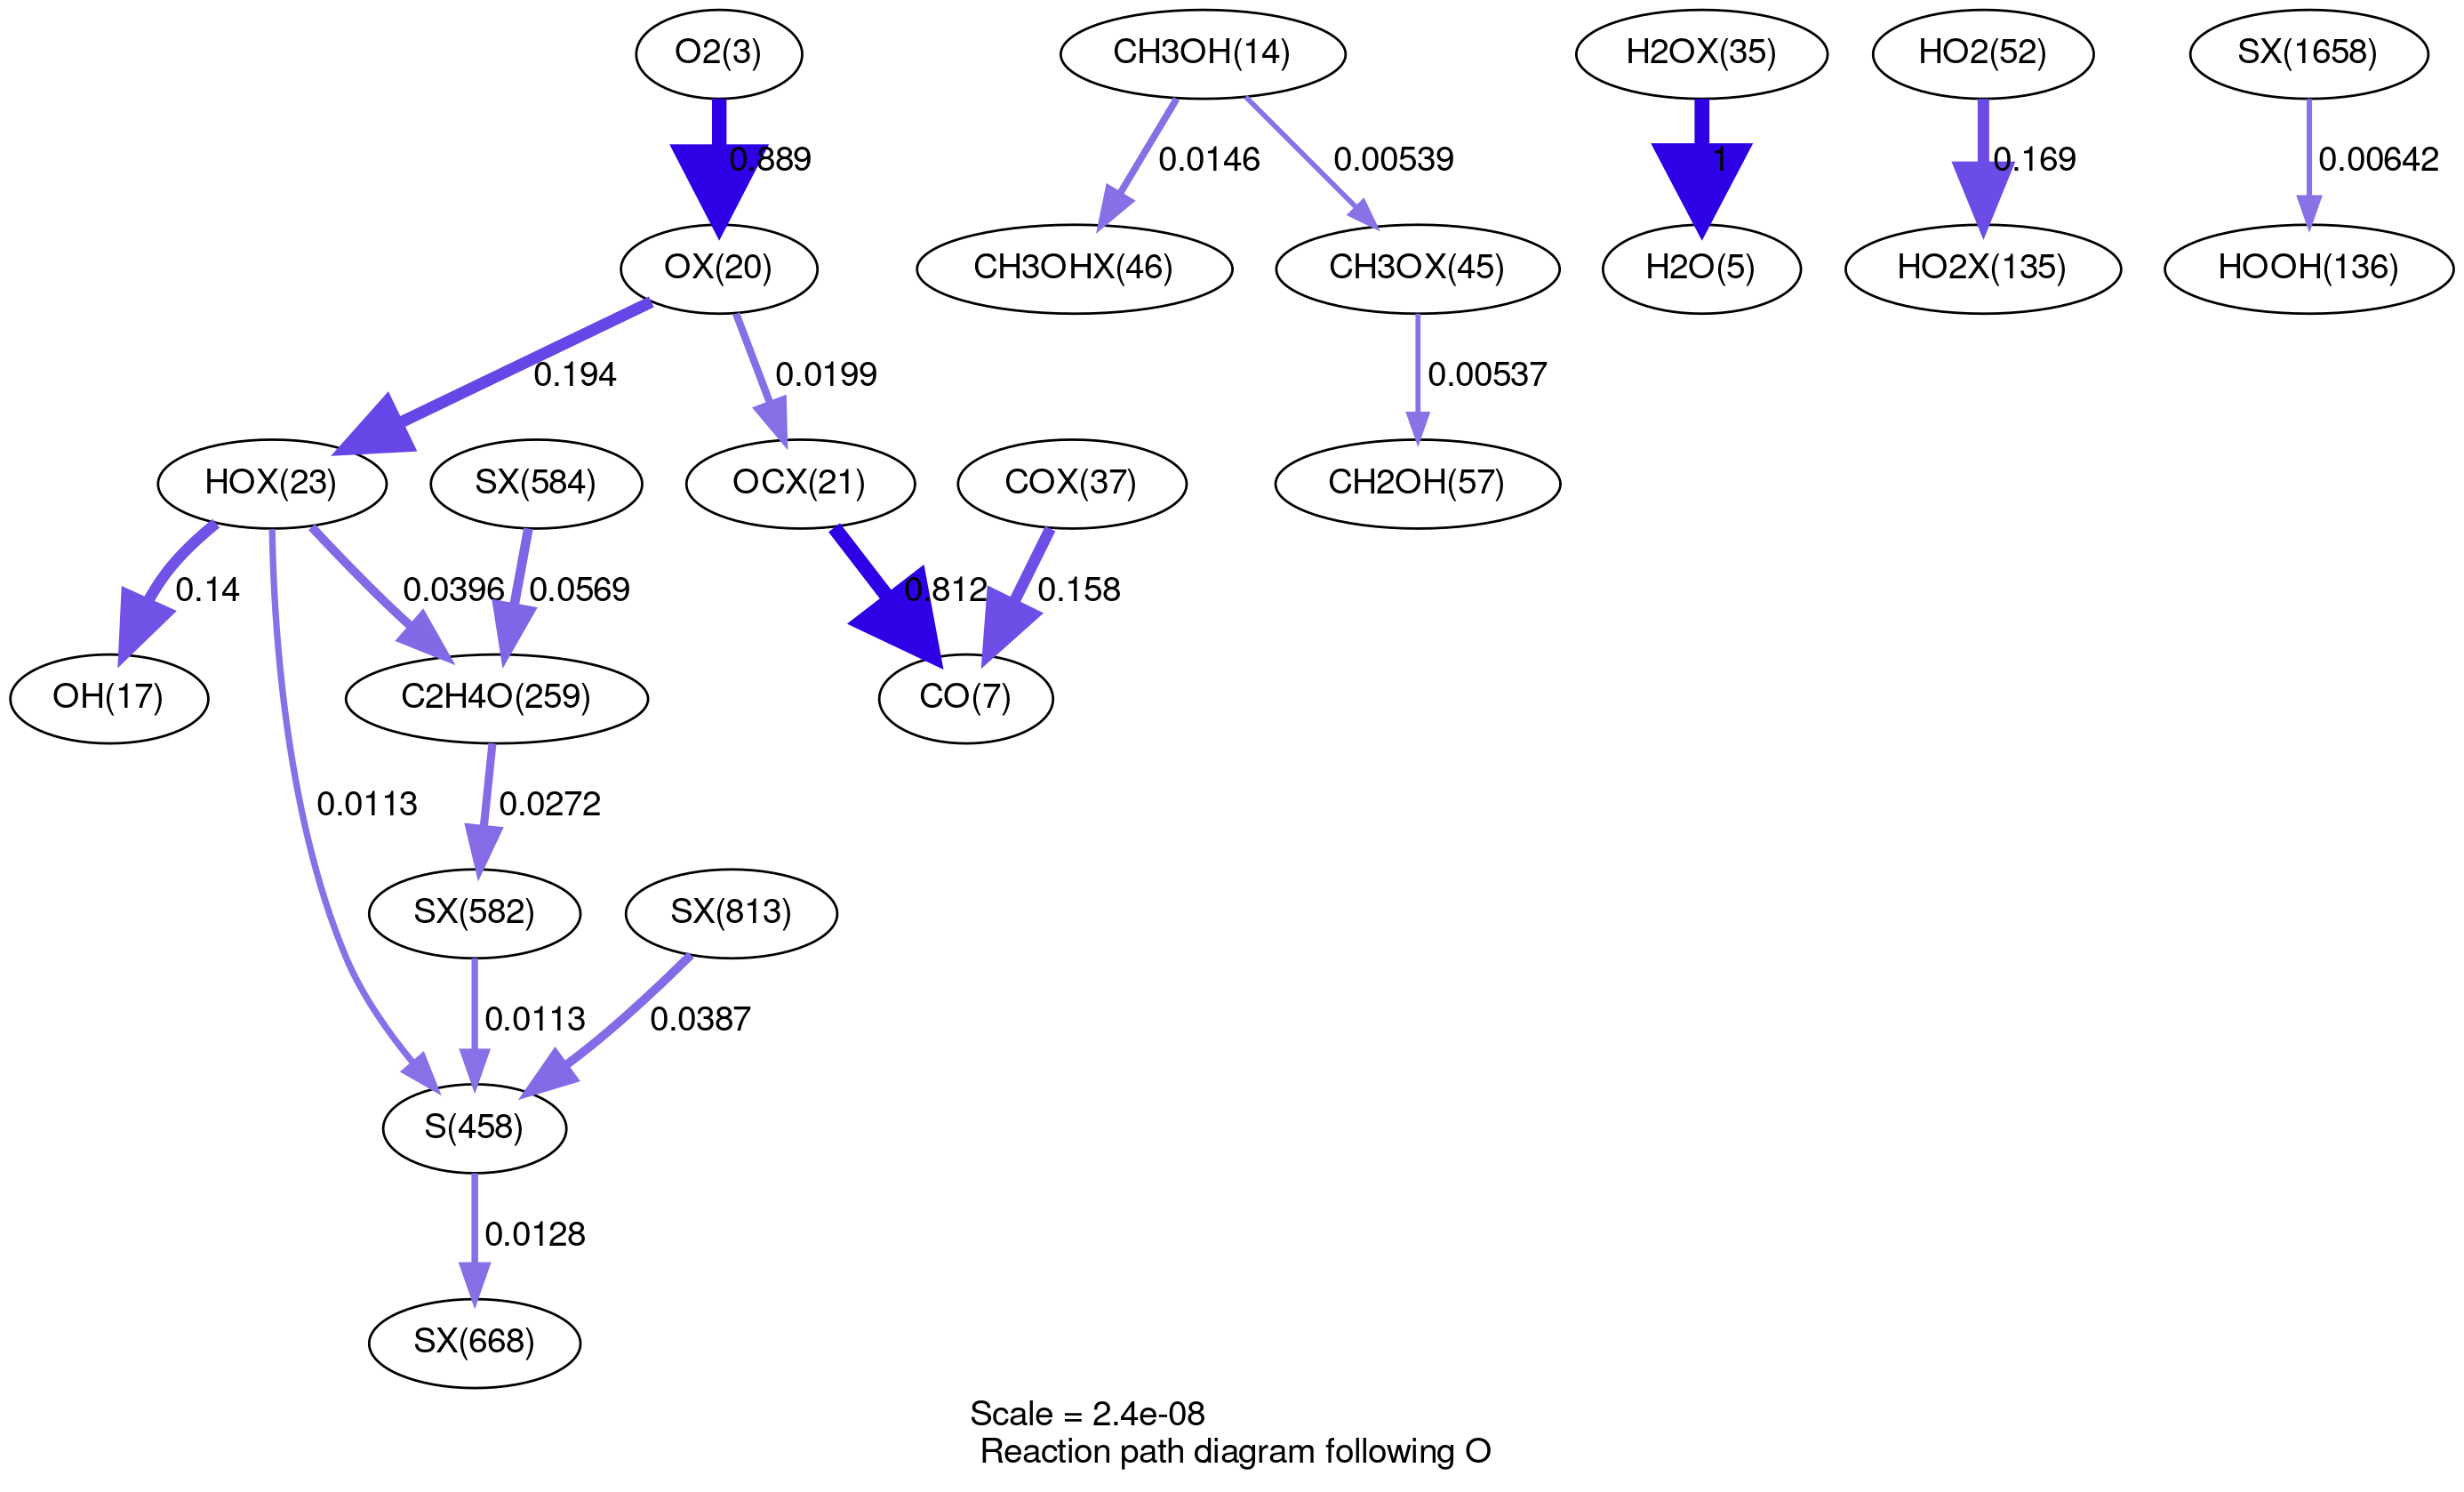 O2(3)
CH3OH(14)
H2OX(35)
HO2(52)
SX(1658)
0.889
0.0146
0.00539
1
0.169
0.00642
OX(20)
CH3OHX(46)
CH3OX(45)
H2O(5)
HO2X(135)
HOOH(136)
0.194
0.0199
0.00537
HOX(23)
SX(584)
OCX(21)
COX(37)
CH2OH(57)
0.14
0.0396
0.0569
0.812
0.158
OH(17)
C2H4O(259)
CO(7)
0.0113
0.0272
SX(582)
SX(813)
0.0113
0.0387
S(458)
0.0128
SX(668)
Scale = 2.4e-08
Reaction path diagram following O